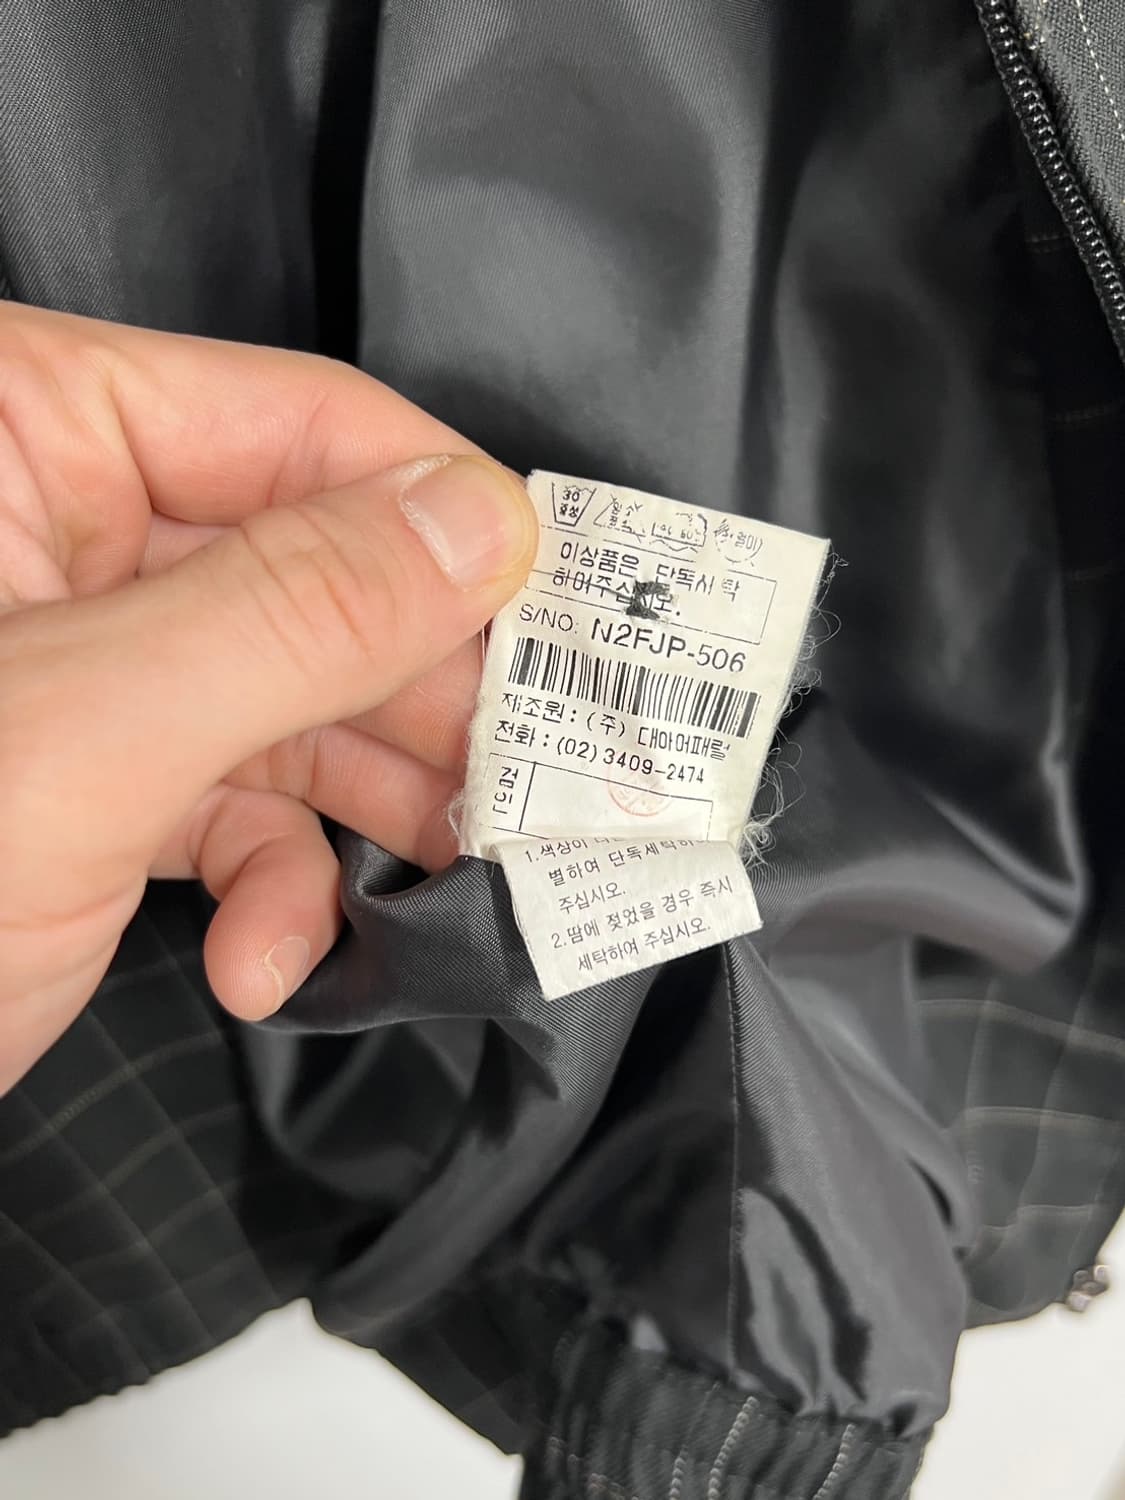 30
중성
이상품은 단독세탁
하여주십시오.
S/NO: N2FJP-506
제조원 : (주) 대아어패럴
전화 : (02) 3409-2474
검인
1.색상이
별하여 단독세탁하
주십시오.
2.땀에 젖었을 경우 즉시
세탁하여 주십시오.